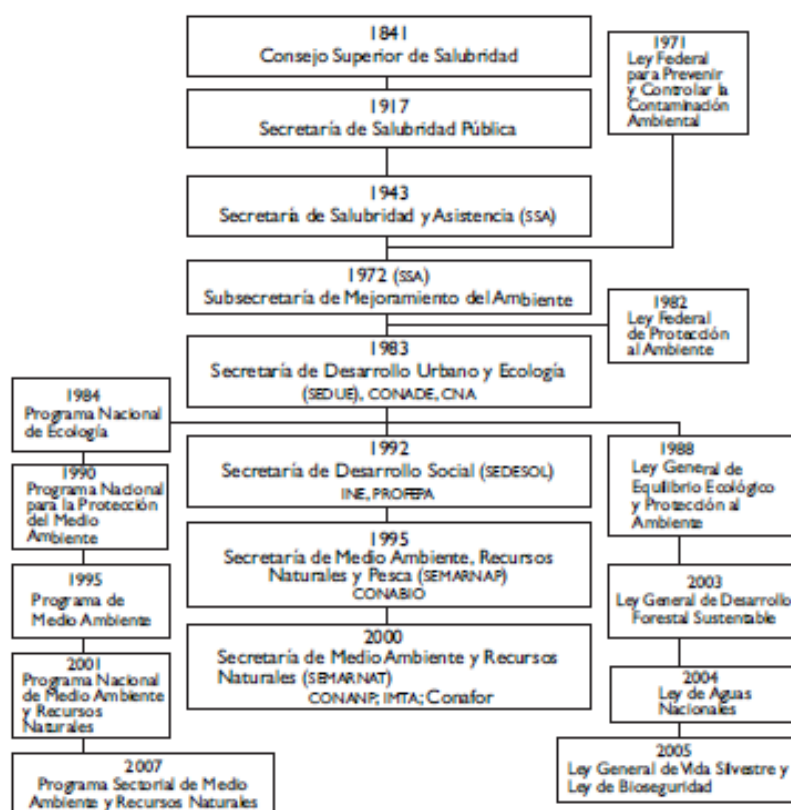 1841
Consejo Superior de Salubridad
1971
Ley Federal
para Prevenir
y Controlar la
Contaminación
Ambiental
1917
Secretaría de Salubridad Pública
1943
Secretaría de Salubridad y Asistencia (SSA)
1972 (SSA)
Subsecretaría de Mejoramiento del Ambiente
1982
Ley Federal
de Protección
al Ambiente
1983
Secretaría de Desarrollo Urbano y Ecología
(SEDUE), CONADE, CNA
1984
Programa Nacional
de Ecología
1992
Secretaría de Desarrollo Social (SEDESOL)
INE, PROFEPA
1988
Ley General de
Equilibrio Ecológico
y Protección al
Ambiente
1990
Programa Nacional
para la Protección
del Medio
Ambiente
1995
Secretaría de Medio Ambiente, Recursos
Naturales y Pesca (SEMARNAP)
CONABIO
1995
Programa de
Medio Ambiente
2003
Ley General de Desarrollo
Forestal Sustentable
2000
Secretaría de Medio Ambiente y Recursos
Naturales (SEMARNAT)
CONANP; IMTA; Conafor
2001
Programa Nacional
de Medio Ambiente
y Recursos
Naturales
2004
Ley de Aguas
Nacionales
2007
Programa Sectorial de Medio
Ambiente y Recursos Naturales
2005
Ley General de Vida Silvestre y
Ley de Bioseguridad